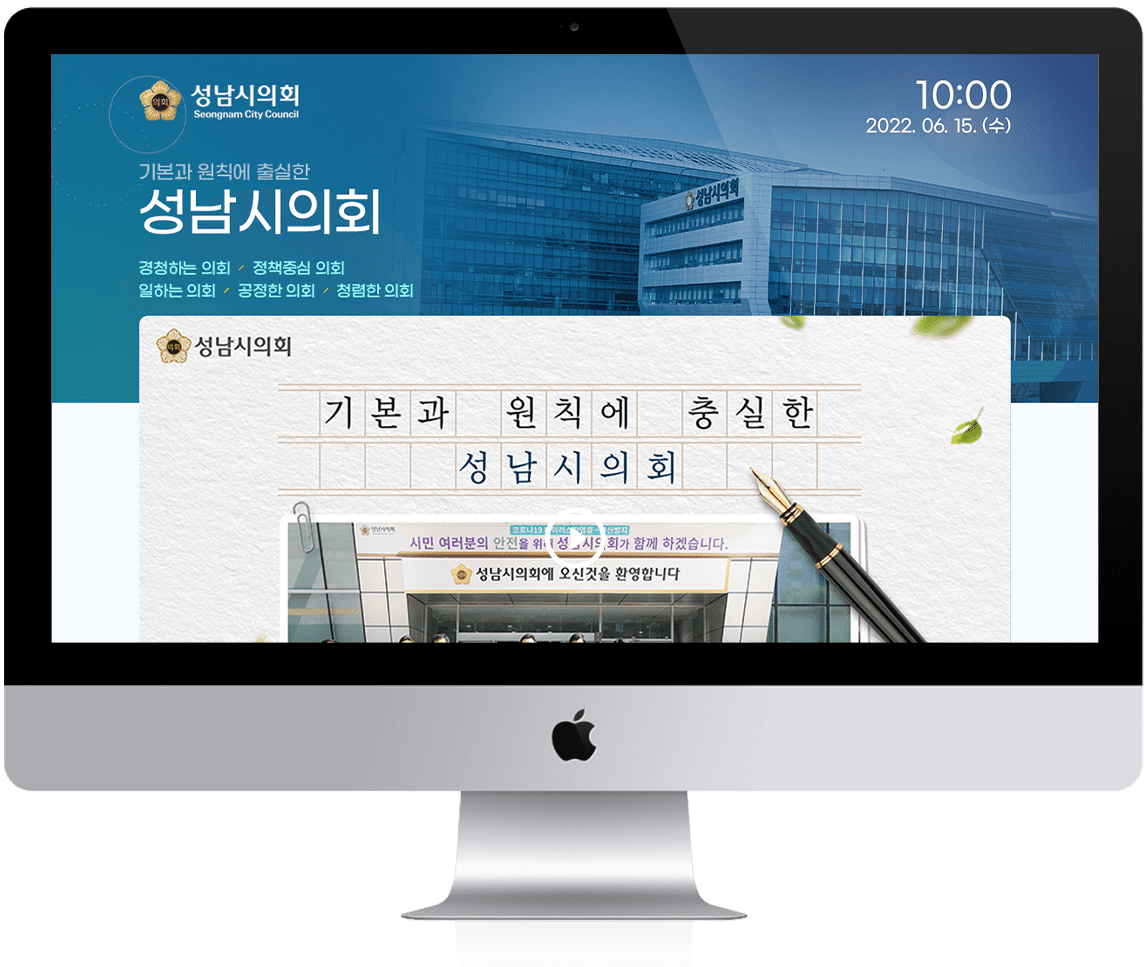 의회
성남시의회
Seongnam City Council
10:00
2022. 06. 15. (수)
기본과 원칙에 출실한
성남시의회
성남시의회
경청하는 의회 / 정책중심 의회
일하는 의회 / 공정한 의회 / 청렴한 의회
의회
성남시의회
기본과 원칙에 충실한
성남시의회
성남시의회
코로나19
시민 여러분의 안전을 위해 성남시의회가 함께 하겠습니다.
성남시의회에 오신것을 환영합니다